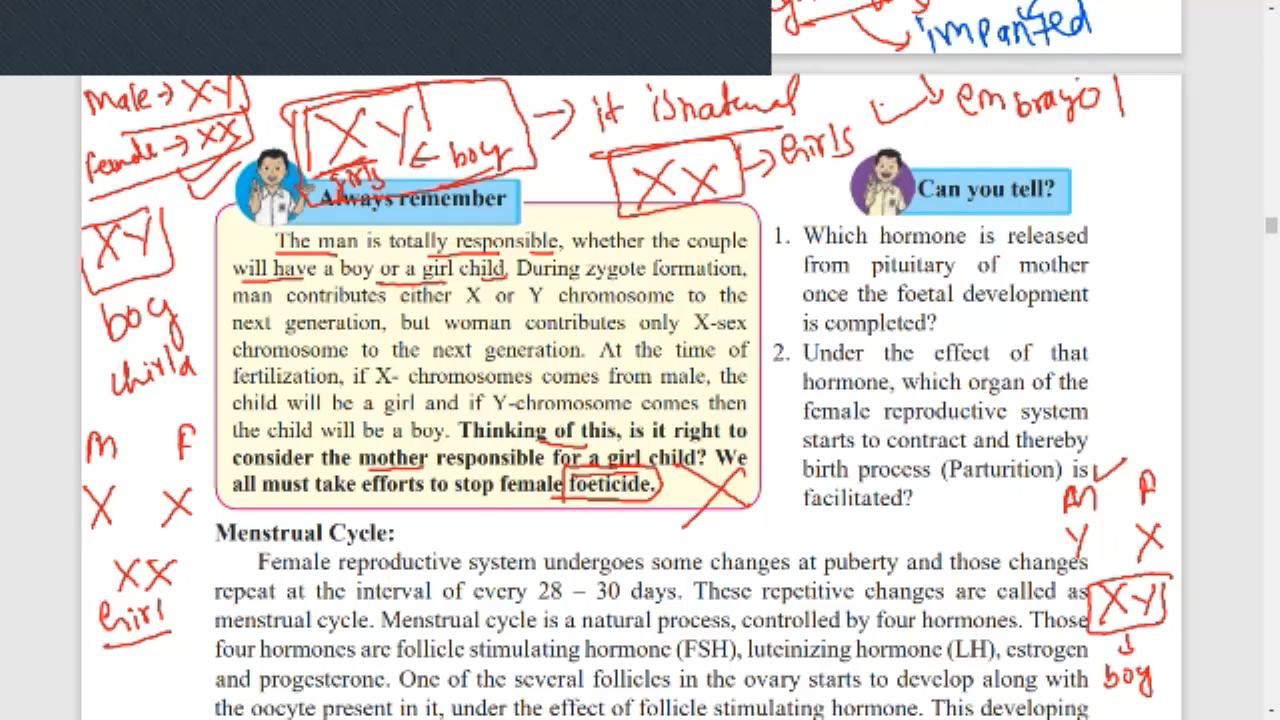 impanted
male → XY
female → XX
XY
← boy
girls
→ it is natural
XX → Girls
embrayo
Always remember
The man is totally responsible, whether the couple
will have a boy or a girl child. During zygote formation,
man contributes either X or Y chromosome to the
next generation, but woman contributes only X-sex
chromosome to the next generation. At the time of
fertilization, if X- chromosomes comes from male, the
child will be a girl and if Y-chromosome comes then
the child will be a boy. Thinking of this, is it right to
consider the mother responsible for a girl child? We
all must take efforts to stop female foeticide.
XY
boy
M F
X X
XX
Girl
Can you tell?
1. Which hormone is released
from pituitary of mother
once the foetal development
is completed?
2. Under the effect of that
hormone, which organ of the
female reproductive system
starts to contract and thereby
birth process (Parturition) is
facilitated?
M F
Y X
XY
boy
Menstrual Cycle:
Female reproductive system undergoes some changes at puberty and those changes
repeat at the interval of every 28 – 30 days. These repetitive changes are called as
menstrual cycle. Menstrual cycle is a natural process, controlled by four hormones. Those
four hormones are follicle stimulating hormone (FSH), luteinizing hormone (LH), estrogen
and progesterone. One of the several follicles in the ovary starts to develop along with
the oocyte present in it, under the effect of follicle stimulating hormone. This developing